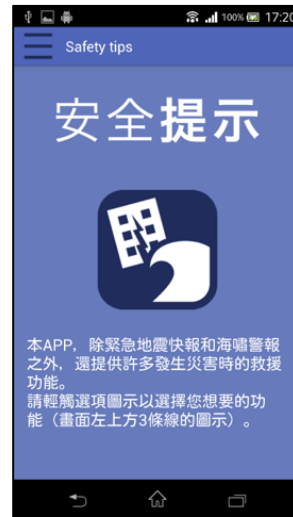 100% 17:20
Safety tips
安全提示
本APP，除緊急地震快報和海嘯警報
之外，還提供許多發生災害時的救援
功能。
請輕觸選項圖示以選擇您想要的功
能（畫面左上方3條線的圖示）。